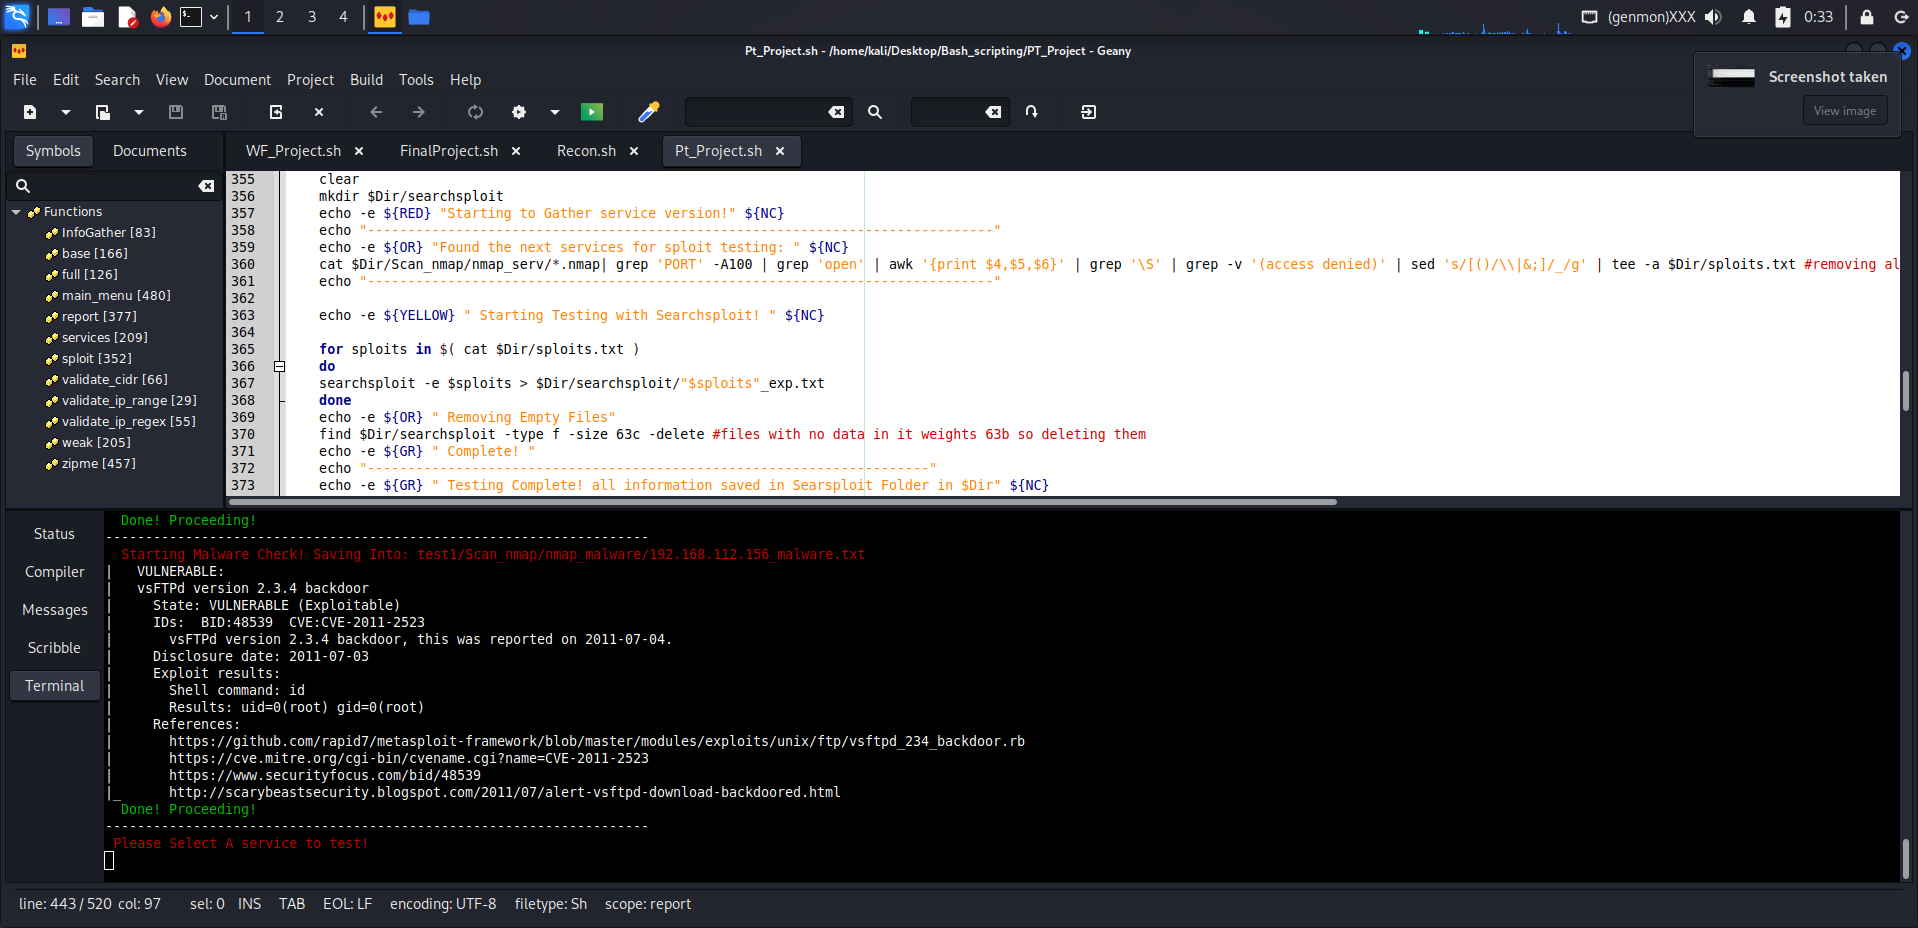 1 2 3 4 (genmon)XXX 0:33
Pt_Project.sh - /home/kali/Desktop/Bash_scripting/PT_Project - Geany
File Edit Search View Document Project Build Tools Help
Screenshot taken
View image
Symbols Documents
WF_Project.sh × FinalProject.sh × Recon.sh × Pt_Project.sh ×
Functions
InfoGather [83]
base [166]
full [126]
main_menu [480]
report [377]
services [209]
sploit [352]
validate_cidr [66]
validate_ip_range [29]
validate_ip_regex [55]
weak [205]
zipme [457]
355 clear
356 mkdir $Dir/searchsploit
357 echo -e ${RED} "Starting to Gather service version!" ${NC}
358 echo "------------------------------------------------------------------------------"
359 echo -e ${OR} "Found the next services for sploit testing: " ${NC}
360 cat $Dir/Scan_nmap/nmap_serv/*.nmap| grep 'PORT' -A100 | grep 'open' | awk '{print $4,$5,$6}' | grep '\S' | grep -v '(access denied)' | sed 's/[()/\\|&;]/_/g' | tee -a $Dir/sploits.txt #removing al
361 echo "------------------------------------------------------------------------------"
362
363 echo -e ${YELLOW} " Starting Testing with Searchsploit! " ${NC}
364
365 for sploits in $( cat $Dir/sploits.txt )
366 do
367 searchsploit -e $sploits > $Dir/searchsploit/"$sploits"_exp.txt
368 done
369 echo -e ${OR} " Removing Empty Files"
370 find $Dir/searchsploit -type f -size 63c -delete #files with no data in it weights 63b so deleting them
371 echo -e ${GR} " Complete! "
372 echo "----------------------------------------------------------------------"
373 echo -e ${GR} " Testing Complete! all information saved in Searsploit Folder in $Dir" ${NC}
Status
Compiler
Messages
Scribble
Terminal
Done! Proceeding!
--------------------------------------------------------------------
Starting Malware Check! Saving Into: test1/Scan_nmap/nmap_malware/192.168.112.156_malware.txt
|   VULNERABLE:
|   vsFTPd version 2.3.4 backdoor
|     State: VULNERABLE (Exploitable)
|     IDs:  BID:48539  CVE:CVE-2011-2523
|       vsFTPd version 2.3.4 backdoor, this was reported on 2011-07-04.
|     Disclosure date: 2011-07-03
|     Exploit results:
|       Shell command: id
|       Results: uid=0(root) gid=0(root)
|     References:
|       https://github.com/rapid7/metasploit-framework/blob/master/modules/exploits/unix/ftp/vsftpd_234_backdoor.rb
|       https://cve.mitre.org/cgi-bin/cvename.cgi?name=CVE-2011-2523
|       https://www.securityfocus.com/bid/48539
|_      http://scarybeastsecurity.blogspot.com/2011/07/alert-vsftpd-download-backdoored.html
Done! Proceeding!
--------------------------------------------------------------------
Please Select A service to test!
line: 443 / 520 col: 97 sel: 0 INS TAB EOL: LF encoding: UTF-8 filetype: Sh scope: report